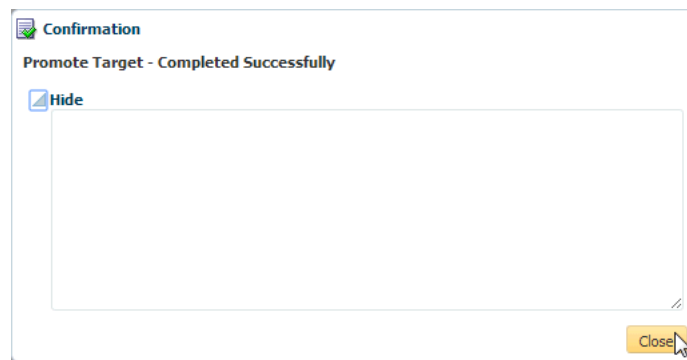 Confirmation
Promote Target - Completed Successfully
Hide
Close